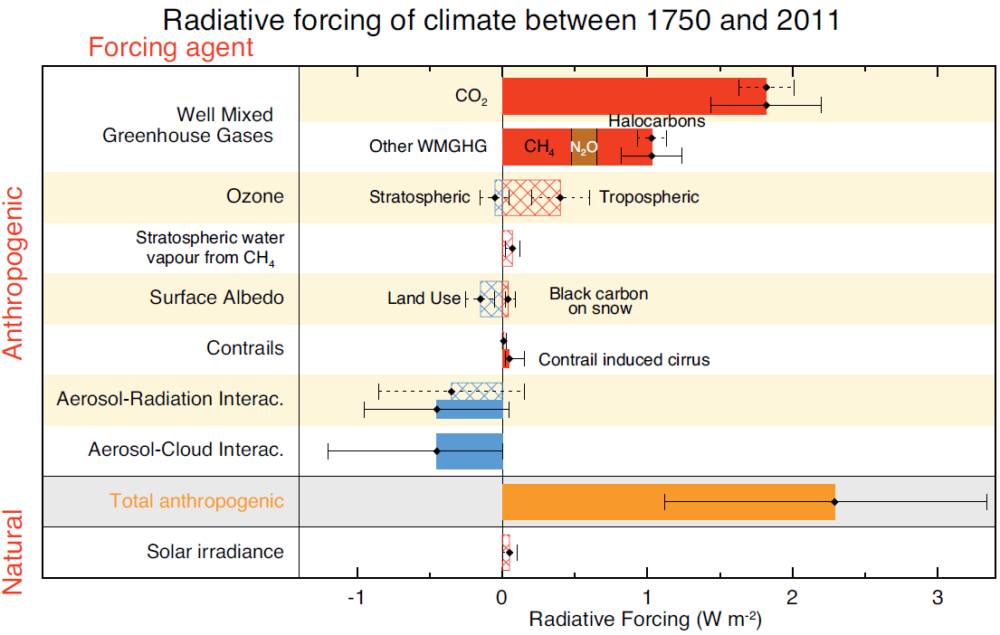 Radiative forcing of climate between 1750 and 2011
Forcing agent
Anthropogenic
Natural
Well Mixed
Greenhouse Gases
CO₂
Other WMGHG
CH₄
N₂O
Halocarbons
Ozone
Stratospheric
Tropospheric
Stratospheric water
vapour from CH₄
Surface Albedo
Land Use
Black carbon
on snow
Contrails
Contrail induced cirrus
Aerosol-Radiation Interac.
Aerosol-Cloud Interac.
Total anthropogenic
Solar irradiance
-1 0 1 2 3
Radiative Forcing (W m⁻²)